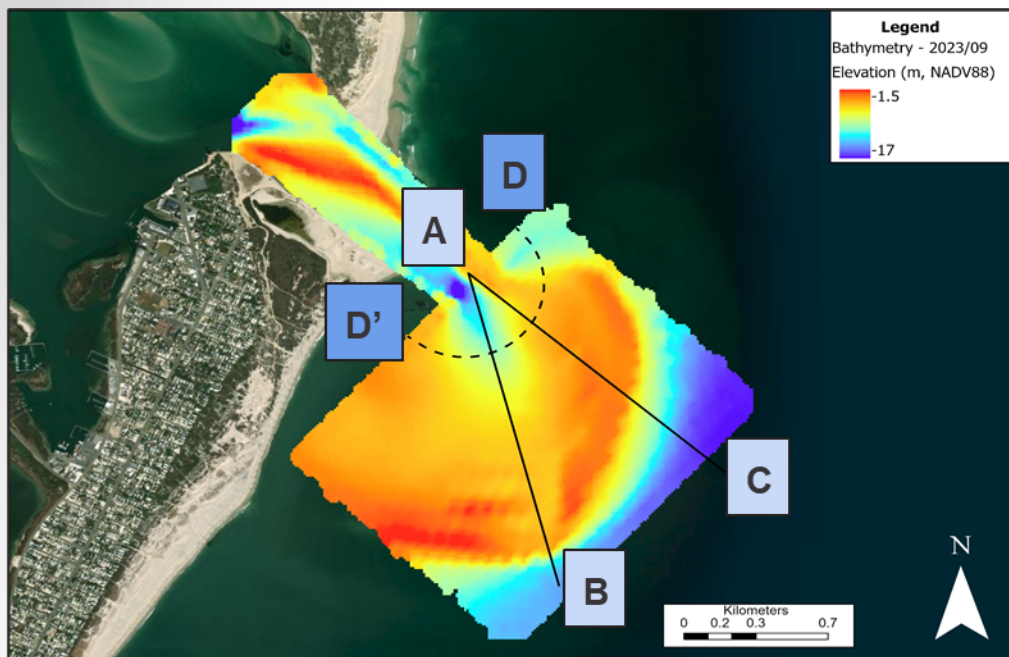 Legend
Bathymetry - 2023/09
Elevation (m, NADV88)
-1.5
-17
D
A
D’
C
B
N
Kilometers
0 0.2 0.3 0.7